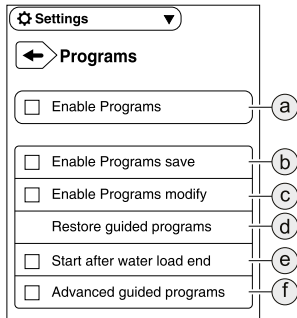 Settings
Programs
Enable Programs a
Enable Programs save b
Enable Programs modify c
Restore guided programs d
Start after water load end e
Advanced guided programs f